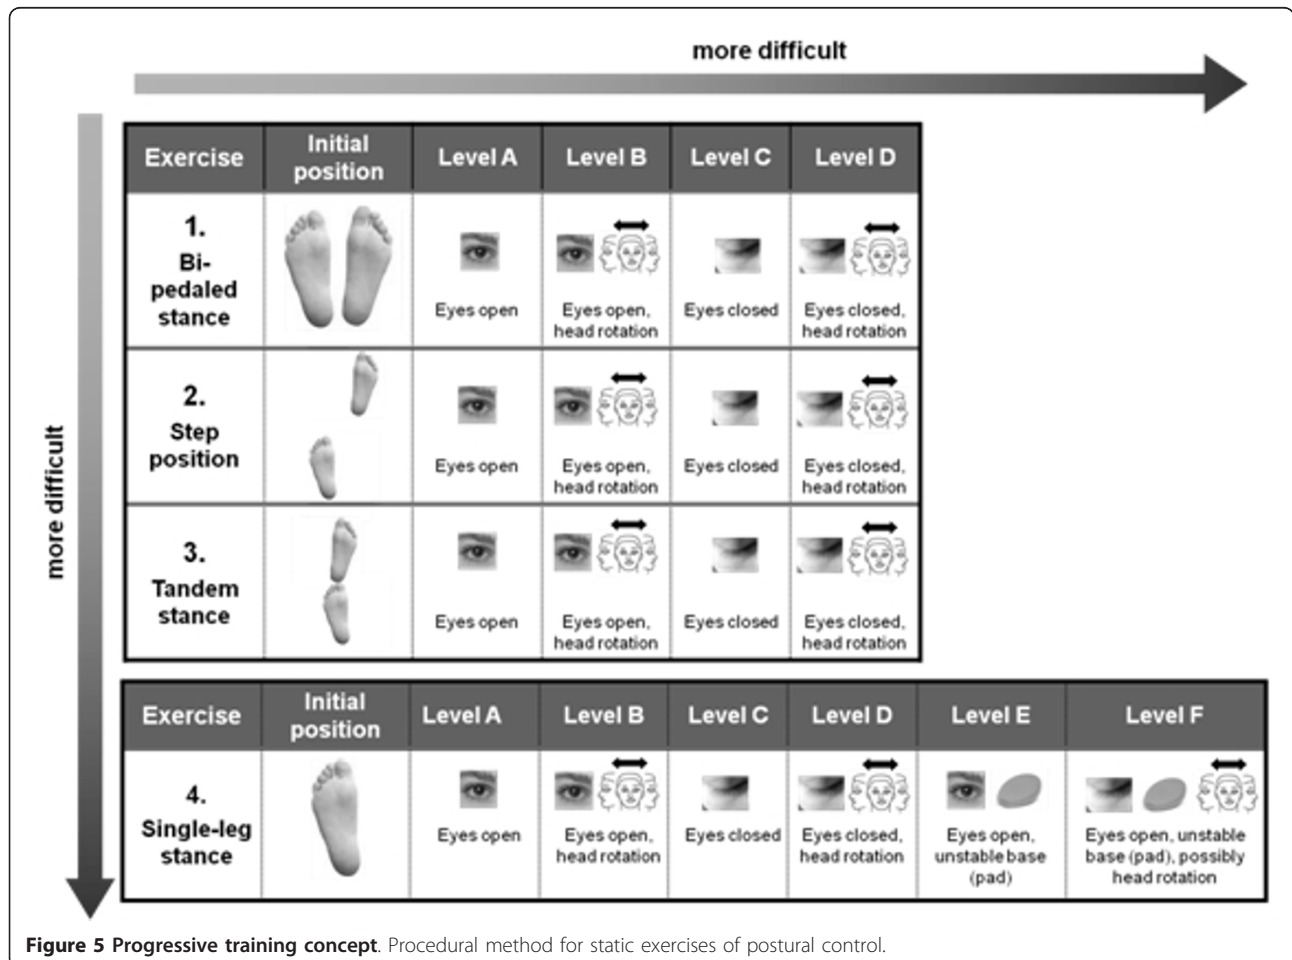 more difficult
more difficult
Exercise
Initial
position
Level A
Level B
Level C
Level D
1.
Bi-
pedaled
stance
Eyes open
Eyes open,
head rotation
Eyes closed
Eyes closed,
head rotation
2.
Step
position
Eyes open
Eyes open,
head rotation
Eyes closed
Eyes closed,
head rotation
3.
Tandem
stance
Eyes open
Eyes open,
head rotation
Eyes closed
Eyes closed,
head rotation
Exercise
Initial
position
Level A
Level B
Level C
Level D
Level E
Level F
4.
Single-leg
stance
Eyes open
Eyes open,
head rotation
Eyes closed
Eyes closed,
head rotation
Eyes open,
unstable base
(pad)
Eyes open, unstable
base (pad), possibly
head rotation
Figure 5 Progressive training concept. Procedural method for static exercises of postural control.